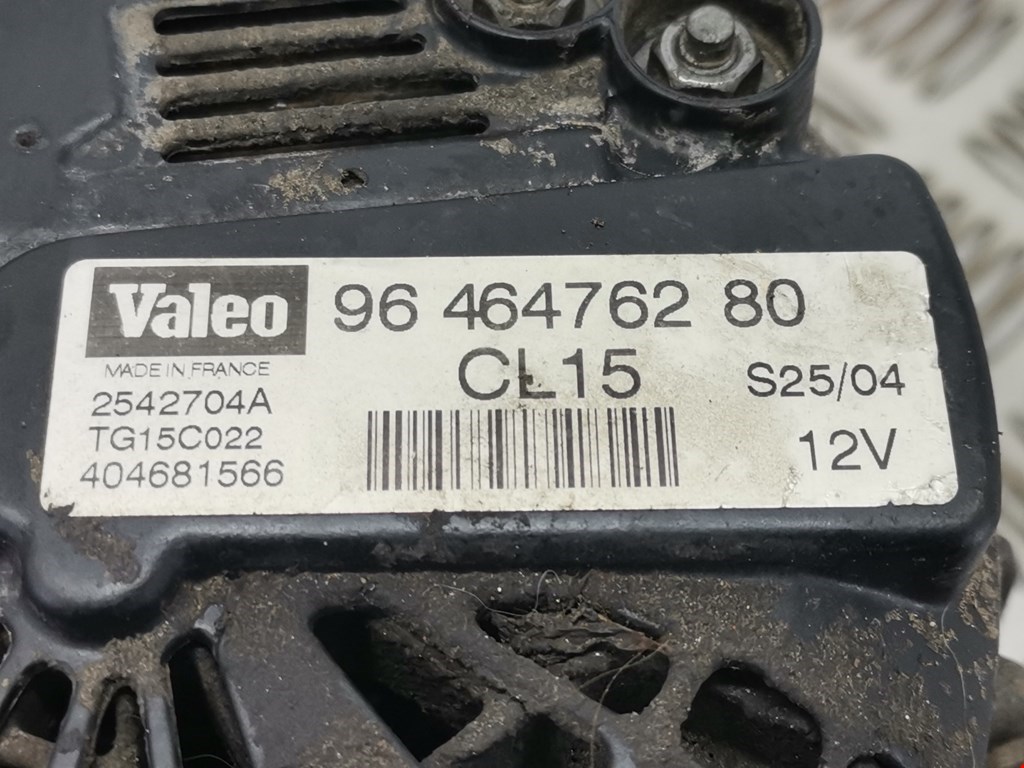 Valeo 96 464762 80
MADE IN FRANCE CL15 S25/04
2542704A
TG15C022 12V
404681566